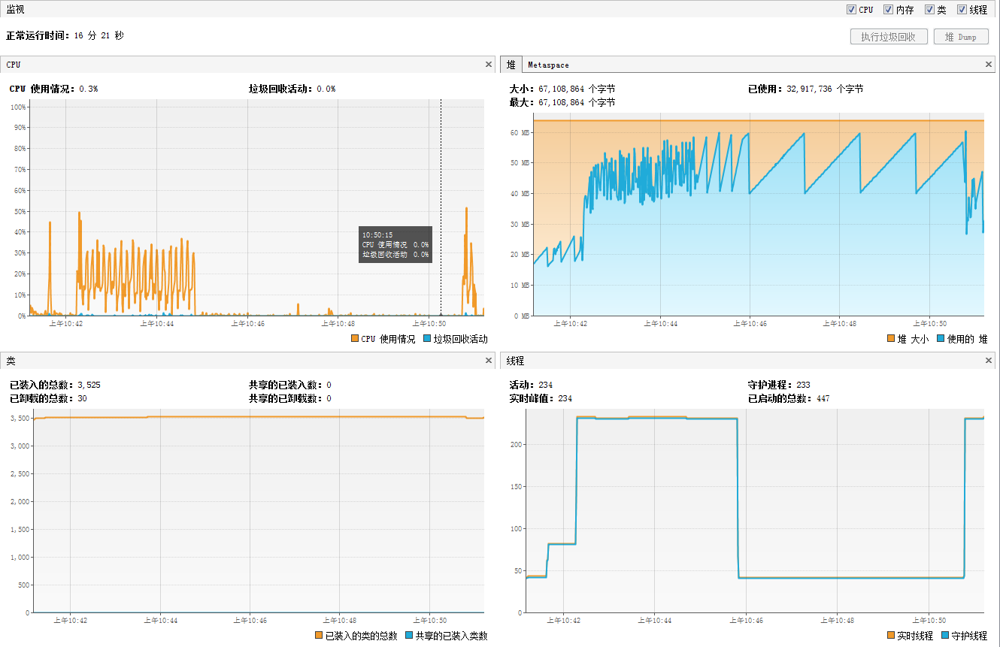 监视
CPU 内存 类 线程
正常运行时间: 16 分 21 秒
执行垃圾回收 堆 Dump
CPU
CPU 使用情况: 0.3% 垃圾回收活动: 0.0%
100%
90%
80%
70%
60%
50%
40%
30%
20%
10%
0%
10:50:15
CPU 使用情况 0.0%
垃圾回收活动 0.0%
上午10:42 上午10:44 上午10:46 上午10:48 上午10:50
CPU 使用情况 垃圾回收活动
堆 Metaspace
大小: 67,108,864 个字节 已使用: 32,917,736 个字节
最大: 67,108,864 个字节
60 MB
50 MB
40 MB
30 MB
20 MB
10 MB
0 MB
上午10:42 上午10:44 上午10:46 上午10:48 上午10:50
堆 大小 使用的 堆
类
已装入的总数: 3,525 共享的已装入数: 0
已卸载的总数: 30 共享的已卸载数: 0
3,500
3,000
2,500
2,000
1,500
1,000
500
0
上午10:42 上午10:44 上午10:46 上午10:48 上午10:50
已装入的类的总数 共享的已装入类数
线程
活动: 234 守护进程: 233
实时峰值: 234 已启动的总数: 447
200
150
100
50
0
上午10:42 上午10:44 上午10:46 上午10:48 上午10:50
实时线程 守护线程